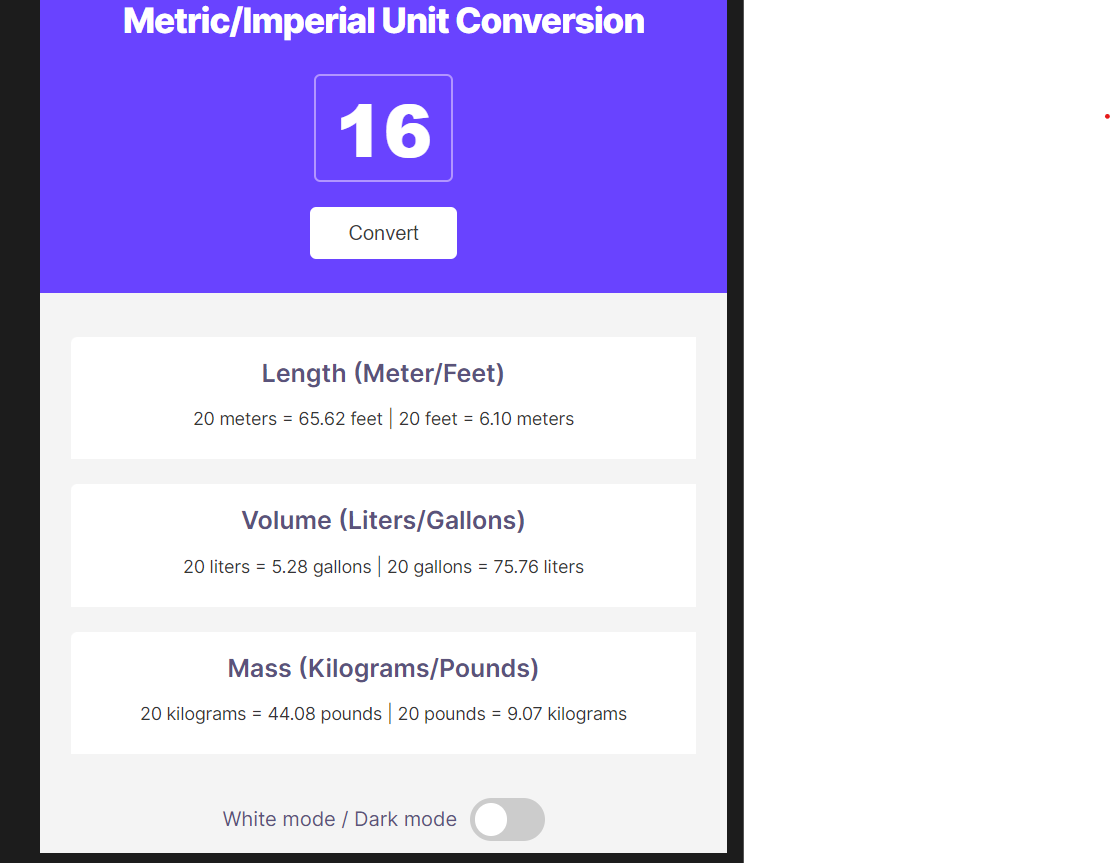 Metric/Imperial Unit Conversion
16
Convert
Length (Meter/Feet)
20 meters = 65.62 feet | 20 feet = 6.10 meters
Volume (Liters/Gallons)
20 liters = 5.28 gallons | 20 gallons = 75.76 liters
Mass (Kilograms/Pounds)
20 kilograms = 44.08 pounds | 20 pounds = 9.07 kilograms
White mode / Dark mode